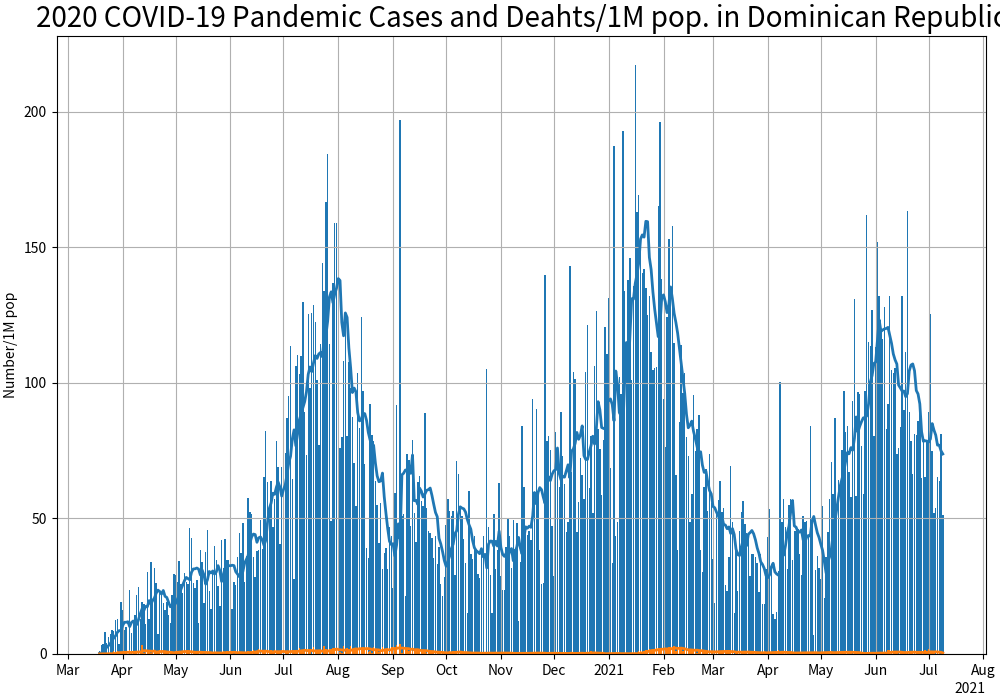 2020 COVID-19 Pandemic Cases and Deahts/1M pop. in Dominican Republic
Number/1M pop
200
150
100
50
0
Mar Apr May Jun Jul Aug Sep Oct Nov Dec 2021 Feb Mar Apr May Jun Jul Aug
2021